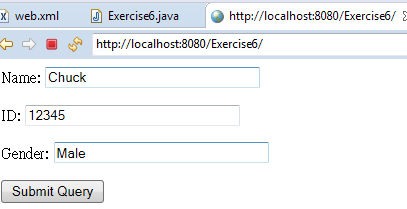 web.xml Exercise6.java http://localhost:8080/Exercise6/
http://localhost:8080/Exercise6/
Name: Chuck
ID: 12345
Gender: Male
Submit Query